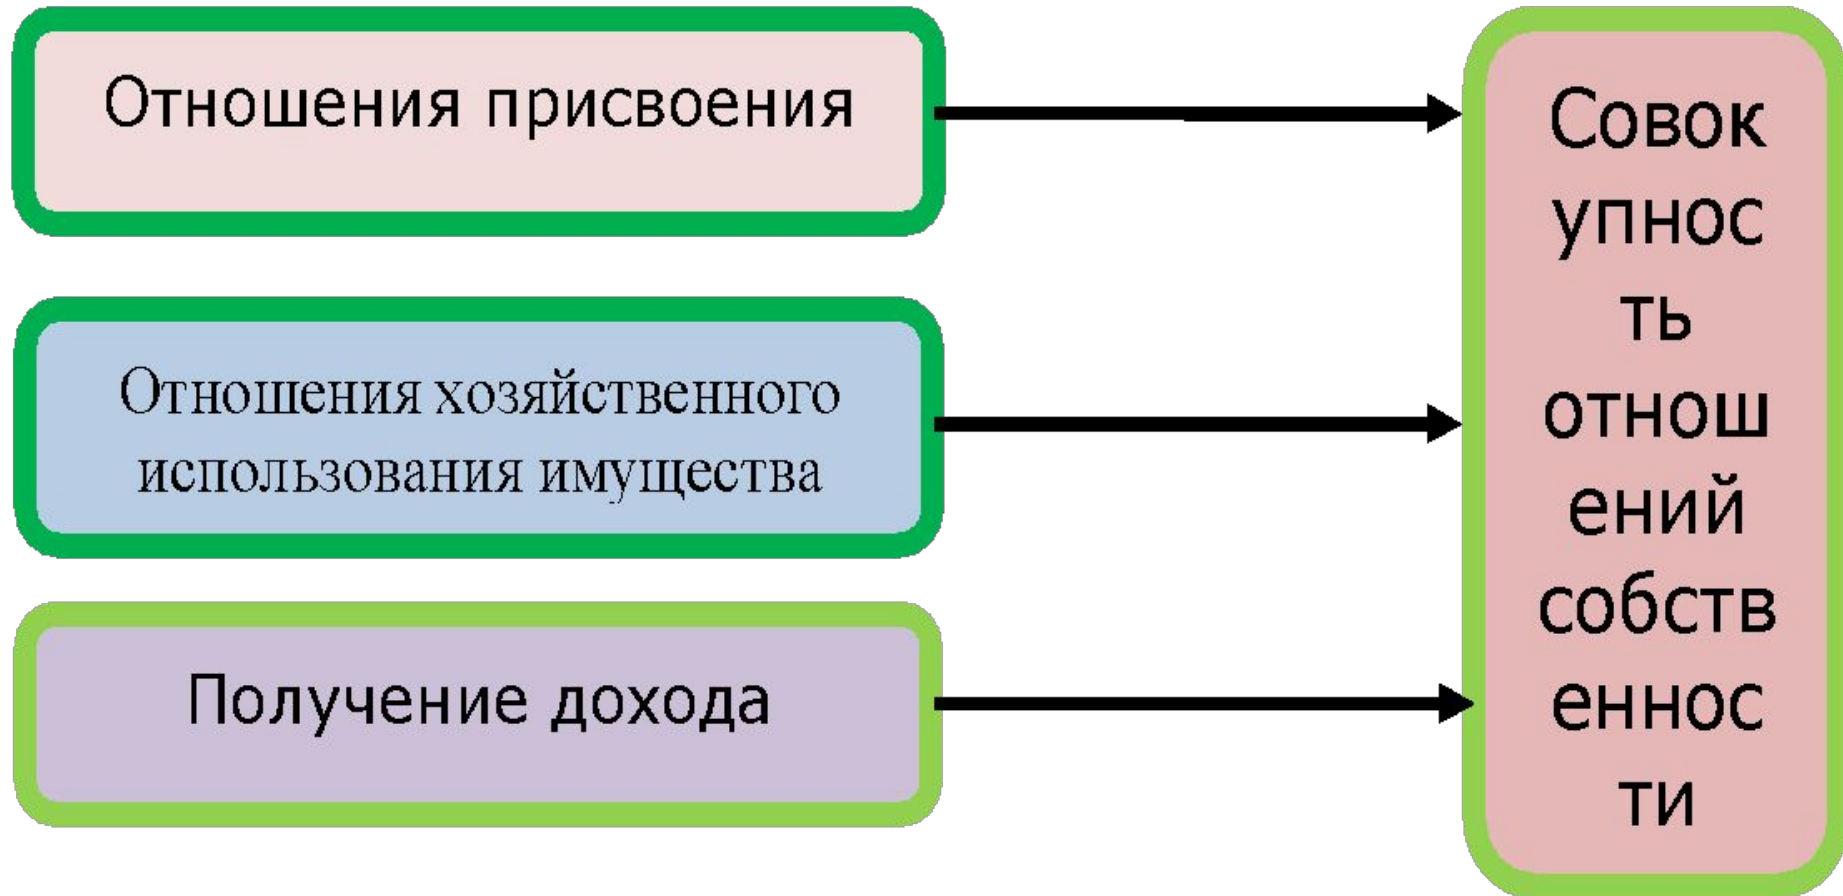 Отношения присвоения
Отношения хозяйственного
использования имущества
Получение дохода
Совок
упнос
ть
отнош
ений
собств
еннос
ти